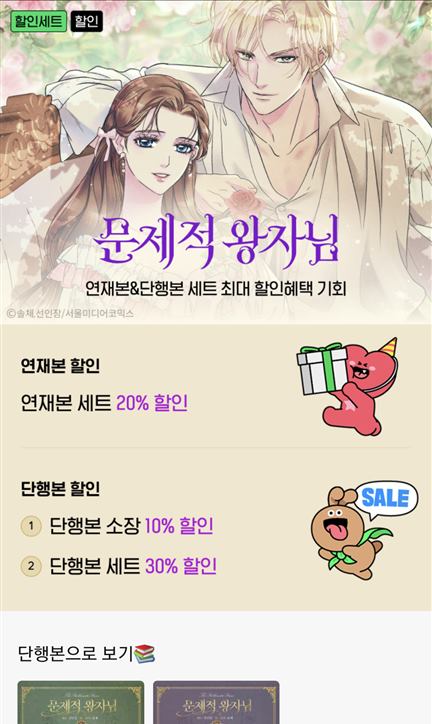 할인세트 할인
문제적 왕자님
연재본&단행본 세트 최대 할인혜택 기회
©솔채,선인장/서울미디어코믹스
연재본 할인
연재본 세트 20% 할인
단행본 할인
SALE
1 단행본 소장 10% 할인
2 단행본 세트 30% 할인
단행본으로 보기
문제적 왕자님 문제적 왕자님